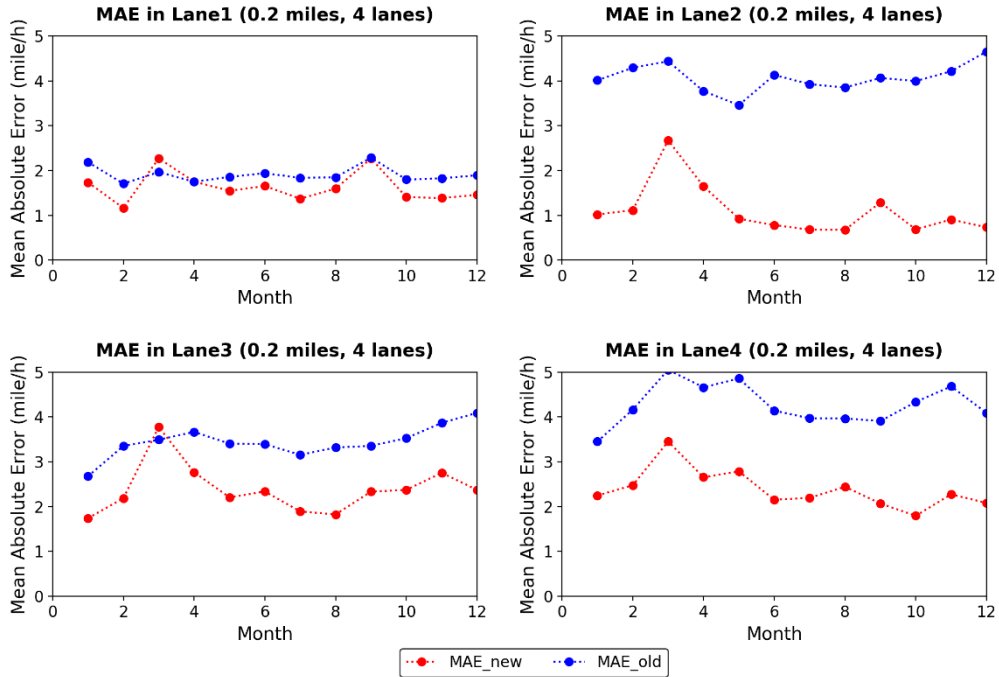 MAE in Lane1 (0.2 miles, 4 lanes)
Mean Absolute Error (mile/h)
5
4
3
2
1
0
0 2 4 6 8 10 12
Month
MAE in Lane2 (0.2 miles, 4 lanes)
Mean Absolute Error (mile/h)
5
4
3
2
1
0
0 2 4 6 8 10 12
Month
MAE in Lane3 (0.2 miles, 4 lanes)
Mean Absolute Error (mile/h)
5
4
3
2
1
0
0 2 4 6 8 10 12
Month
MAE in Lane4 (0.2 miles, 4 lanes)
Mean Absolute Error (mile/h)
5
4
3
2
1
0
0 2 4 6 8 10 12
Month
MAE_new MAE_old